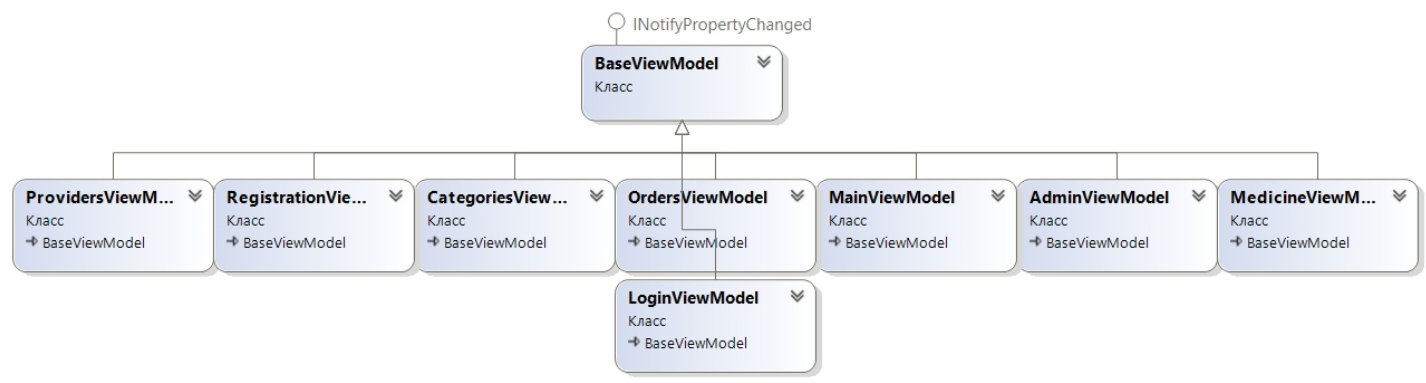 INotifyPropertyChanged
BaseViewModel
Класс
ProvidersViewM...
Класс
BaseViewModel
RegistrationVie...
Класс
BaseViewModel
CategoriesView...
Класс
BaseViewModel
OrdersViewModel
Класс
BaseViewModel
MainViewModel
Класс
BaseViewModel
AdminViewModel
Класс
BaseViewModel
MedicineViewM...
Класс
BaseViewModel
LoginViewModel
Класс
BaseViewModel